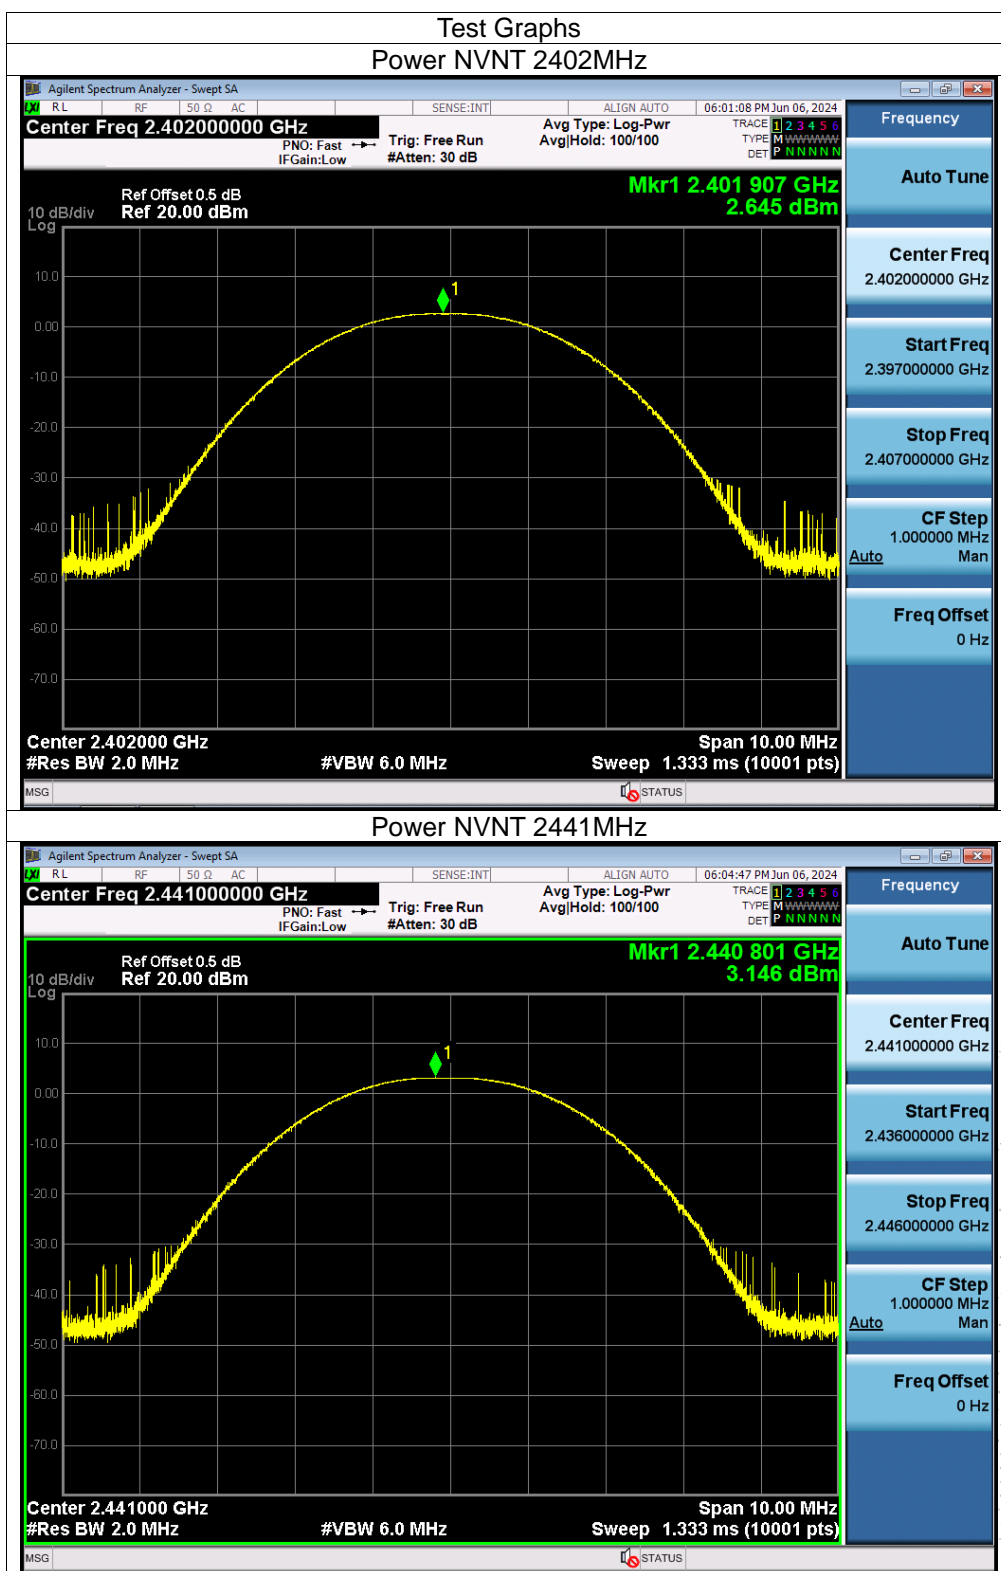 Test Graphs
Power NVNT 2402MHz
Agilent Spectrum Analyzer - Swept SA
LXI RL RF 50 Ω AC SENSE:INT ALIGN AUTO 06:01:08 PM Jun 06, 2024
Center Freq 2.402000000 GHz Avg Type: Log-Pwr TRACE 1 2 3 4 5 6
PNO: Fast Trig: Free Run Avg|Hold: 100/100 TYPE M WWWWW
IFGain:Low #Atten: 30 dB DET P N N N N N
Frequency
Auto Tune
Mkr1 2.401 907 GHz
2.645 dBm
Ref Offset 0.5 dB
10 dB/div Ref 20.00 dBm
Log
10.0
0.00
-10.0
-20.0
-30.0
-40.0
-50.0
-60.0
-70.0
1
Center Freq
2.402000000 GHz
Start Freq
2.397000000 GHz
Stop Freq
2.407000000 GHz
CF Step
1.000000 MHz
Auto Man
Freq Offset
0 Hz
Center 2.402000 GHz Span 10.00 MHz
#Res BW 2.0 MHz #VBW 6.0 MHz Sweep 1.333 ms (10001 pts)
MSG STATUS
Power NVNT 2441MHz
Agilent Spectrum Analyzer - Swept SA
LXI RL RF 50 Ω AC SENSE:INT ALIGN AUTO 06:04:47 PM Jun 06, 2024
Center Freq 2.441000000 GHz Avg Type: Log-Pwr TRACE 1 2 3 4 5 6
PNO: Fast Trig: Free Run Avg|Hold: 100/100 TYPE M WWWWW
IFGain:Low #Atten: 30 dB DET P N N N N N
Frequency
Auto Tune
Mkr1 2.440 801 GHz
3.146 dBm
Ref Offset 0.5 dB
10 dB/div Ref 20.00 dBm
Log
10.0
0.00
-10.0
-20.0
-30.0
-40.0
-50.0
-60.0
-70.0
1
Center Freq
2.441000000 GHz
Start Freq
2.436000000 GHz
Stop Freq
2.446000000 GHz
CF Step
1.000000 MHz
Auto Man
Freq Offset
0 Hz
Center 2.441000 GHz Span 10.00 MHz
#Res BW 2.0 MHz #VBW 6.0 MHz Sweep 1.333 ms (10001 pts)
MSG STATUS